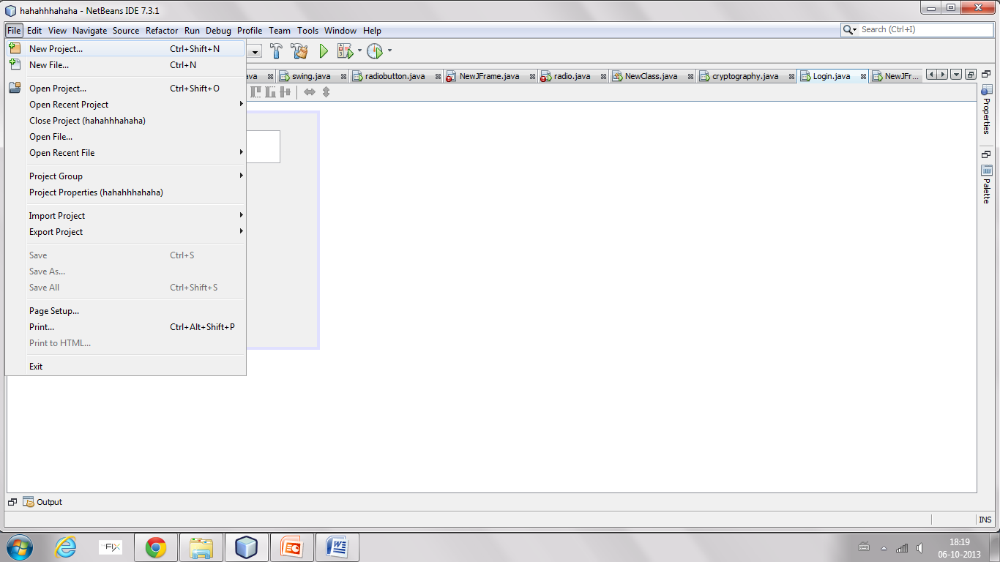 hahahhhahaha - NetBeans IDE 7.3.1
File Edit View Navigate Source Refactor Run Debug Profile Team Tools Window Help
Search (Ctrl+I)
New Project... Ctrl+Shift+N
New File... Ctrl+N
Open Project... Ctrl+Shift+O
Open Recent Project
Close Project (hahahhhahaha)
Open File...
Open Recent File
Project Group
Project Properties (hahahhhahaha)
Import Project
Export Project
Save Ctrl+S
Save As...
Save All Ctrl+Shift+S
Page Setup...
Print... Ctrl+Alt+Shift+P
Print to HTML...
Exit
ava swing.java radiobutton.java NewJFrame.java radio.java NewClass.java cryptography.java Login.java NewJFr...
Properties
Palette
Output
INS
FIX
18:19
06-10-2013